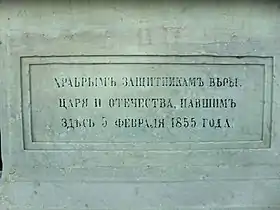 ХРАБРЫМЪ ЗАЩИТНИКАМЪ ВѢРЫ,
ЦАРЯ И ОТЕЧЕСТВА, ПАВШИМЪ
ЗДѢСЬ 5 ФЕВРАЛЯ 1855 ГОДА.